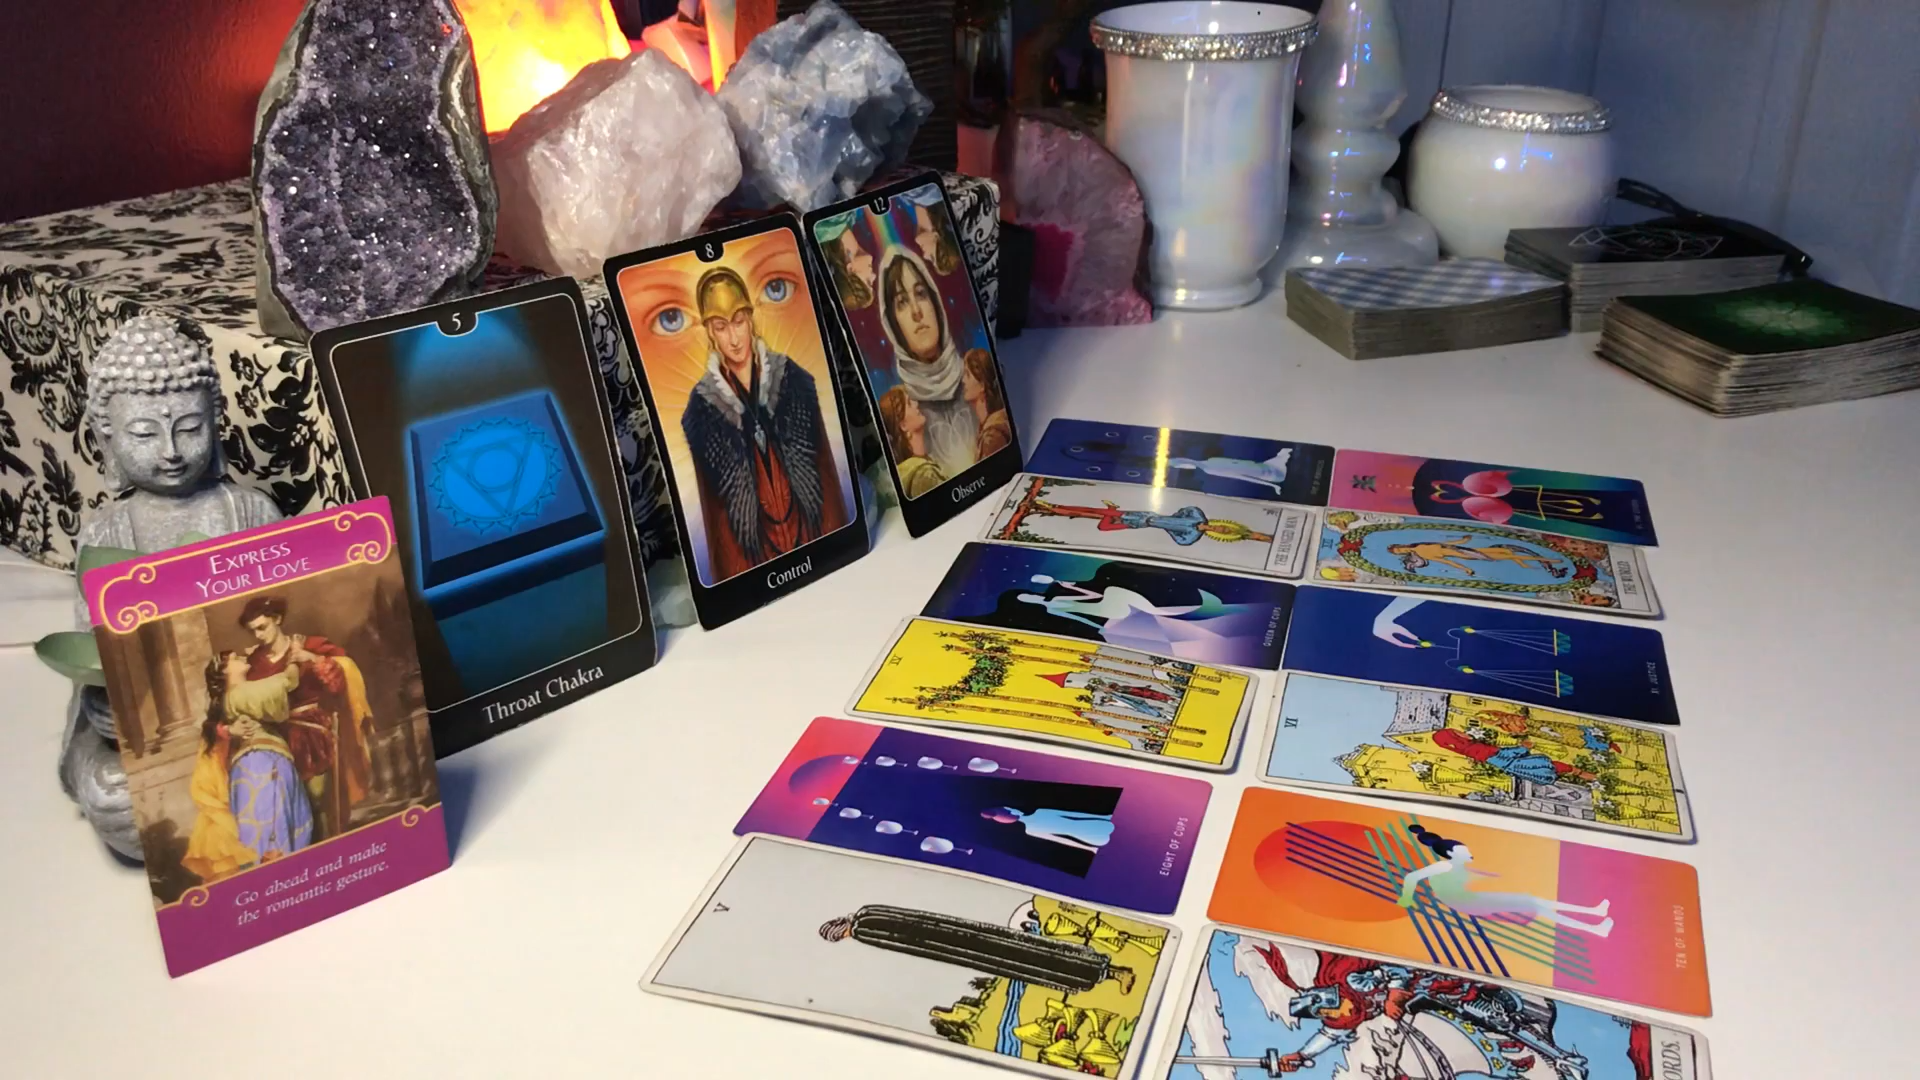 EXPRESS
YOUR LOVE
Go ahead and make
the romantic gesture.
5
Throat Chakra
8
Control
12
Observe
THE HANGED MAN
THE WORLD
QUEEN OF CUPS
XI JUSTICE
VI
EIGHT OF CUPS
TEN OF WANDS
V